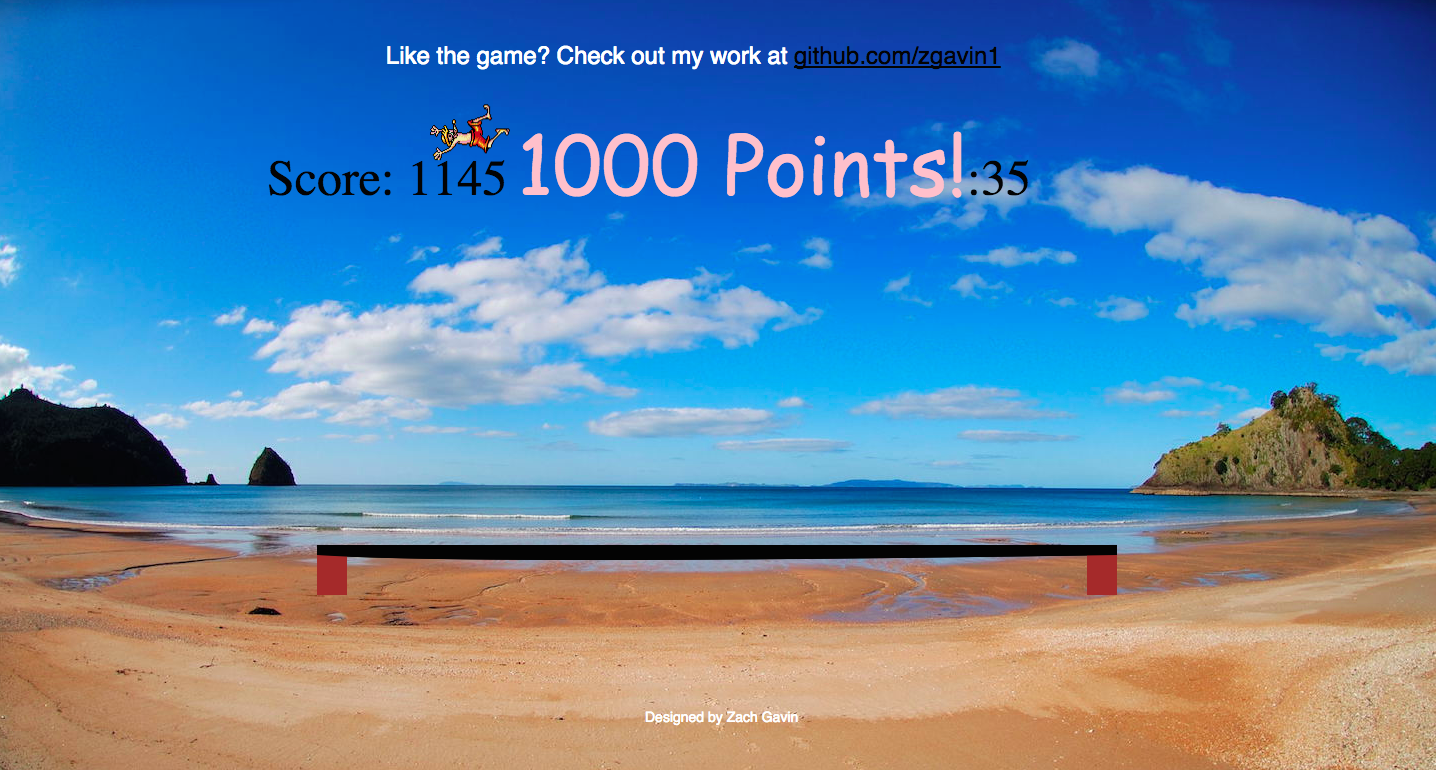 Like the game? Check out my work at github.com/zgavin1
Score: 1145 1000 Points!:35
Designed by Zach Gavin